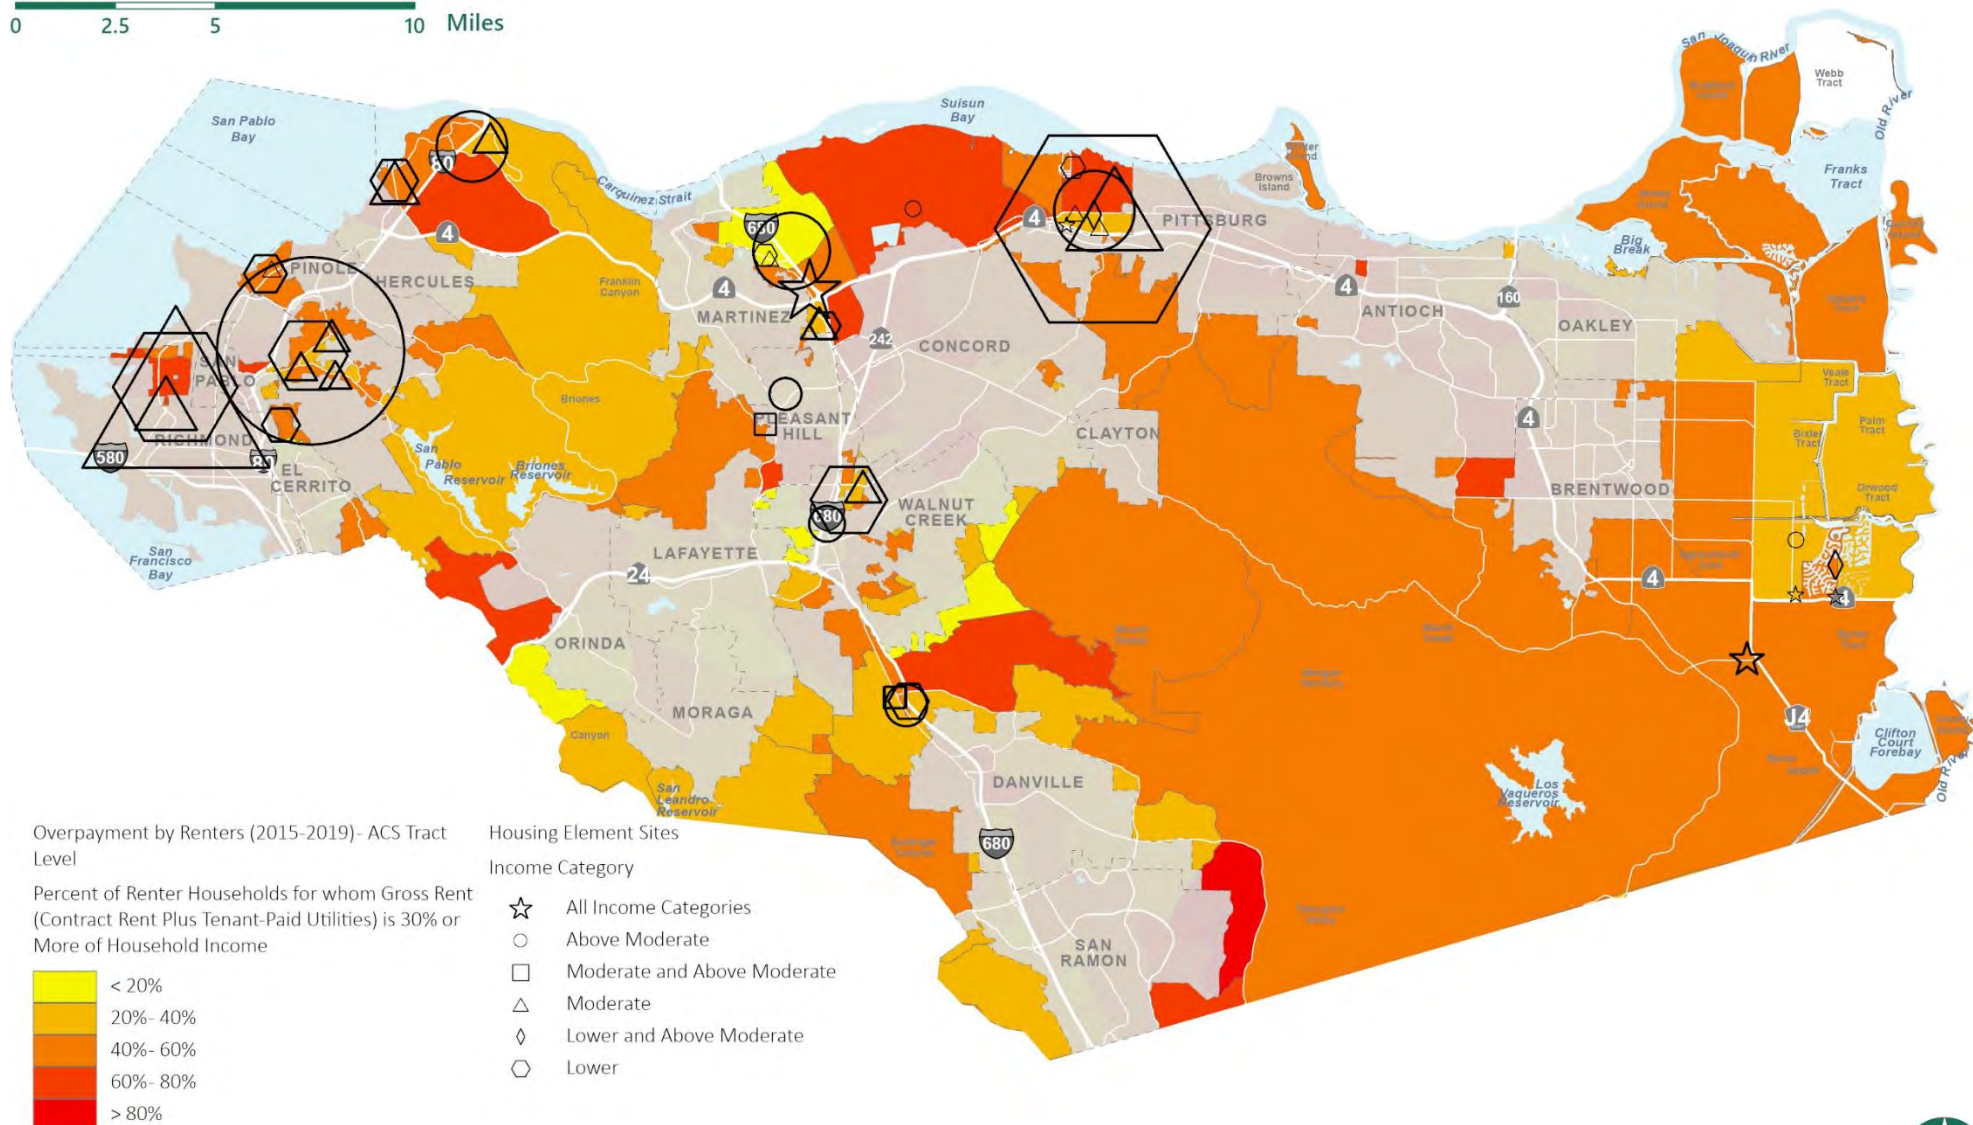 0 2.5 5 10 Miles
San Joaquin River
Webb
Tract
Old River
Suisun
Bay
San Pablo
Bay
Franks
Tract
80
Carquinez Strait
Browns
Island
4
680
4
PITTSBURG
Big
Break
PINOLE
HERCULES
Franklin
Canyon
4
MARTINEZ
4
160
ANTIOCH
OAKLEY
242
CONCORD
SAN
PABLO
Briones
Veale
Tract
PLEASANT
HILL
CLAYTON
4
Palm
Tract
Bixler
Tract
RICHMOND
580
80
EL
CERRITO
San
Pablo
Reservoir
Briones
Reservoir
BRENTWOOD
Orwood
Tract
WALNUT
CREEK
680
San
Francisco
Bay
LAFAYETTE
24
4
4
ORINDA
MORAGA
Canyon
J4
Clifton
Court
Forebay
Old River
DANVILLE
San
Leandro
Reservoir
Los
Vaqueros
Reservoir
680
SAN
RAMON
Overpayment by Renters (2015-2019)- ACS Tract
Level
Percent of Renter Households for whom Gross Rent
(Contract Rent Plus Tenant-Paid Utilities) is 30% or
More of Household Income
< 20%
20%- 40%
40%- 60%
60%- 80%
> 80%
Housing Element Sites
Income Category
All Income Categories
Above Moderate
Moderate and Above Moderate
Moderate
Lower and Above Moderate
Lower